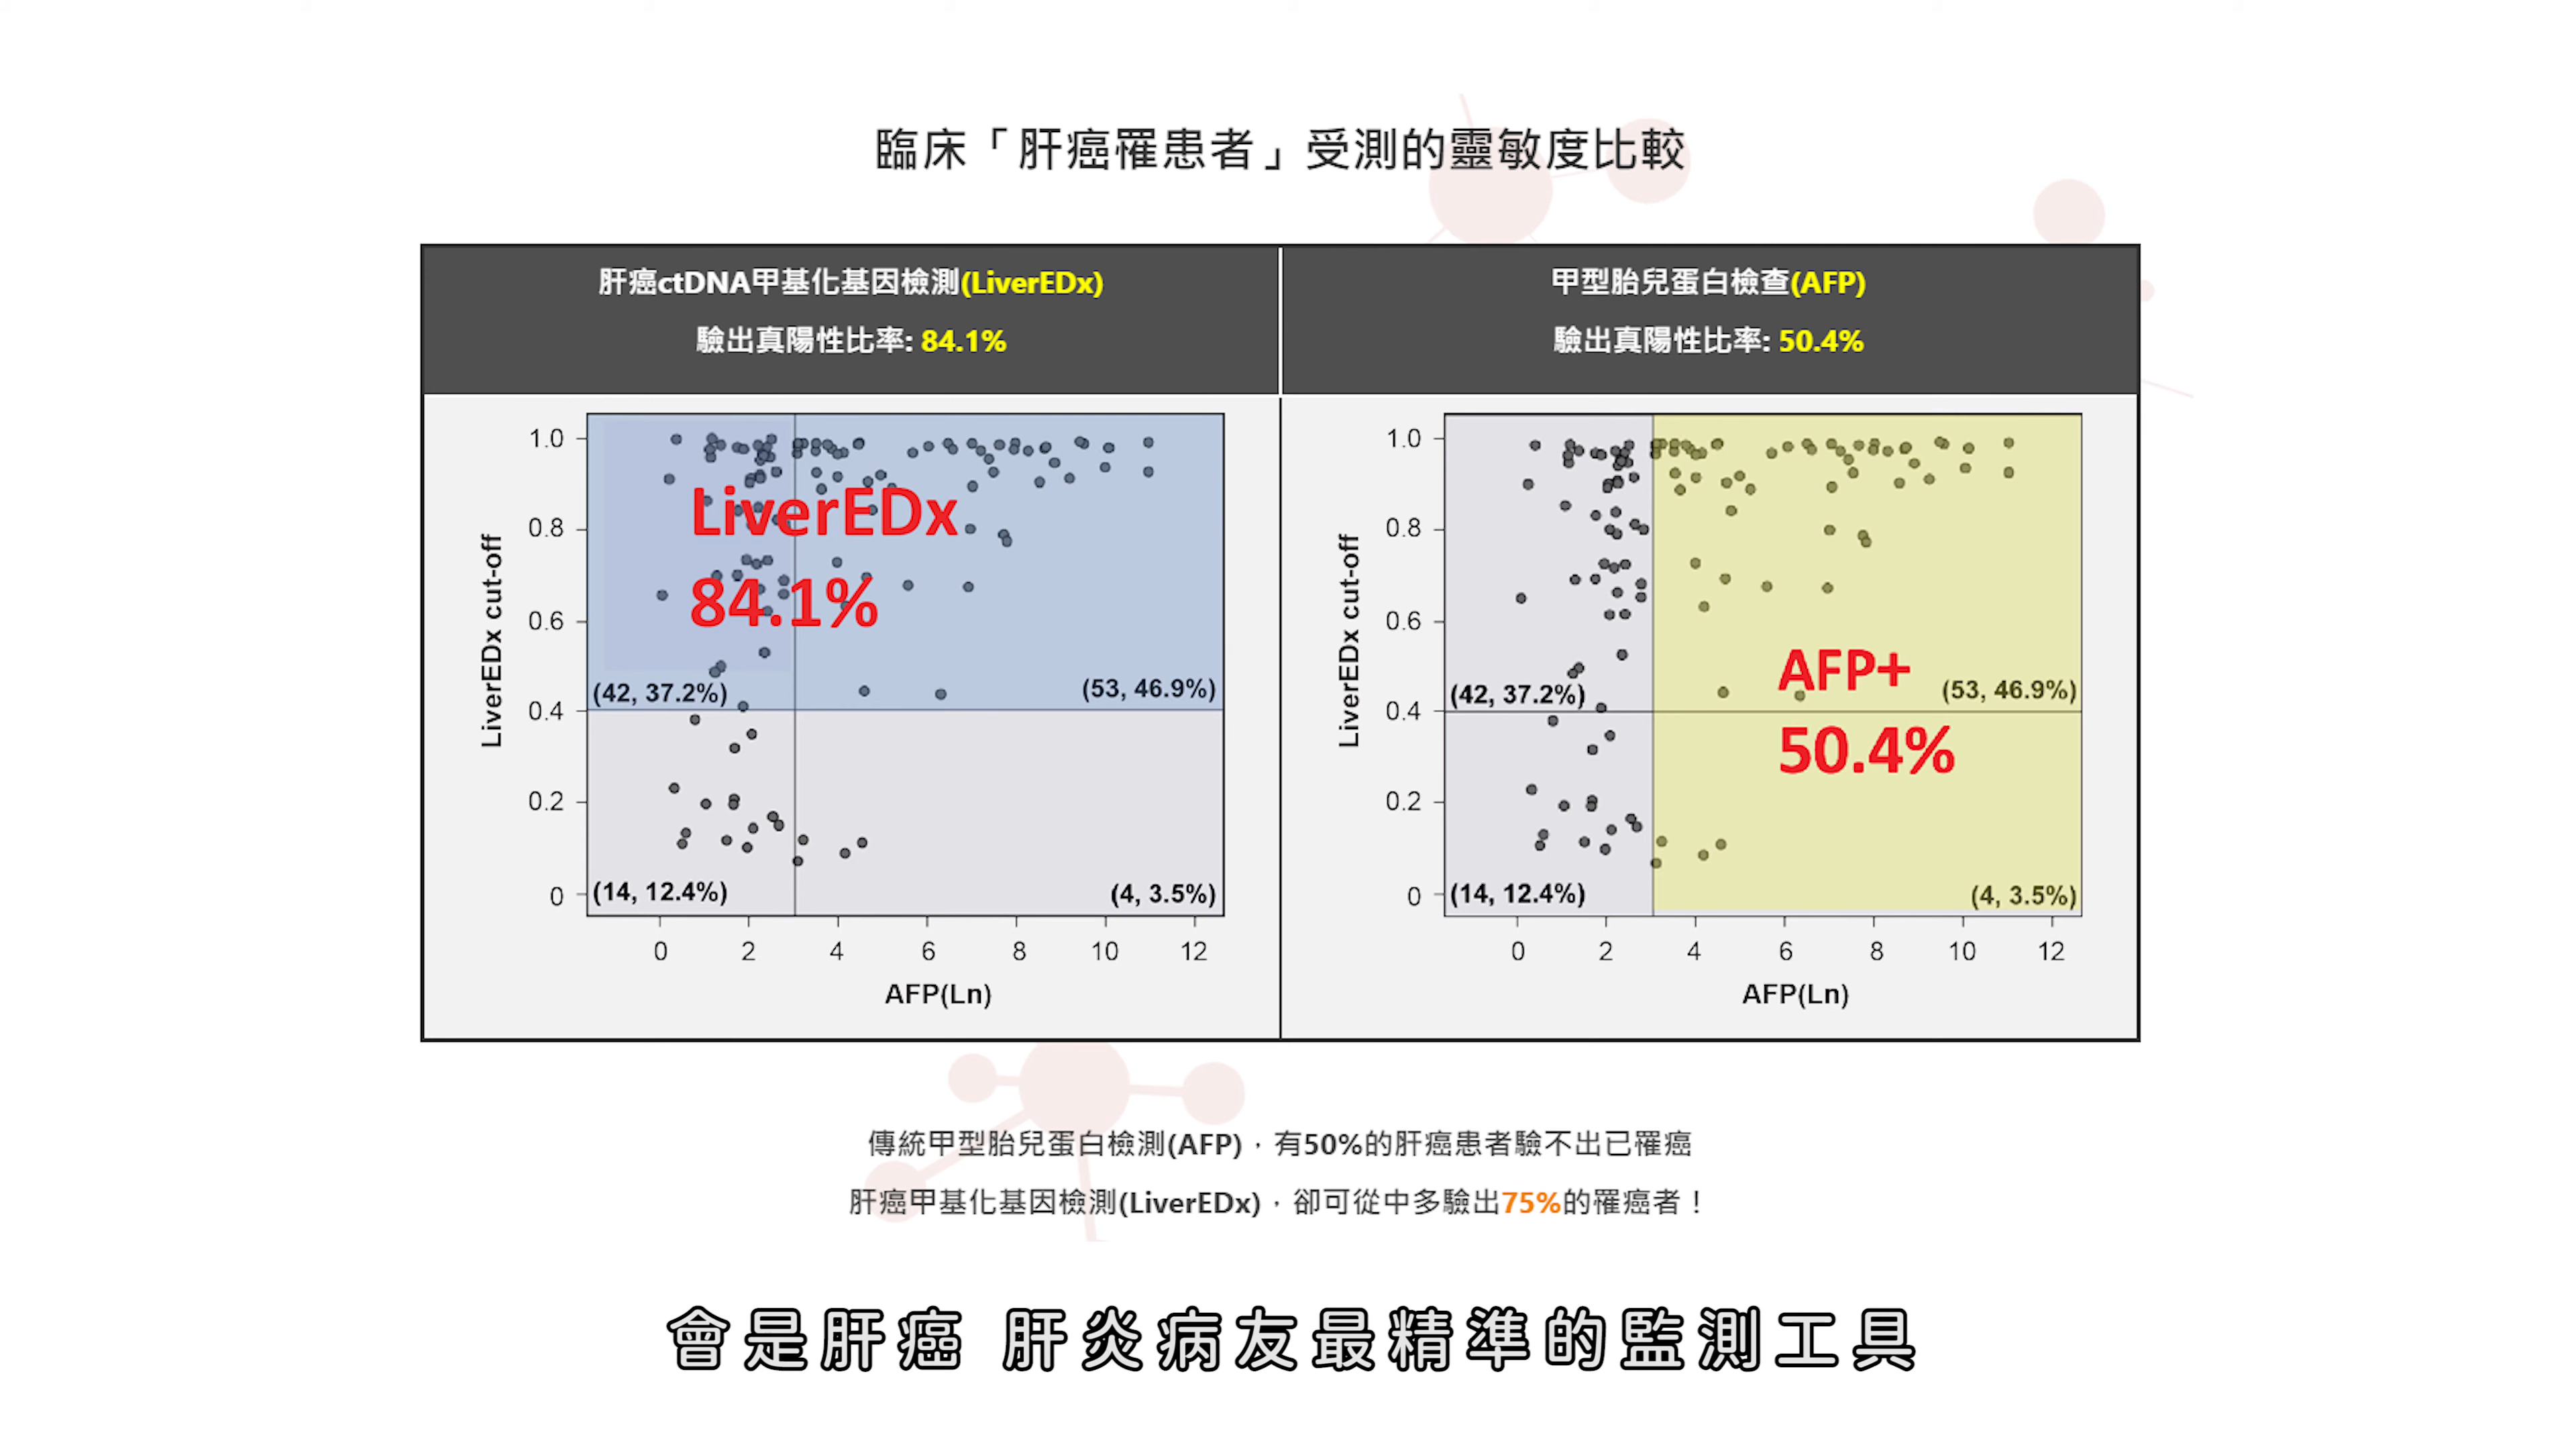 臨床「肝癌罹患者」受測的靈敏度比較
肝癌ctDNA甲基化基因檢測(LiverEDx)
驗出真陽性比率: 84.1%
甲型胎兒蛋白檢查(AFP)
驗出真陽性比率: 50.4%
LiverEDx cut-off
1.0
0.8
0.6
0.4
0.2
0
LiverEDx
84.1%
(42, 37.2%)
(53, 46.9%)
(14, 12.4%)
(4, 3.5%)
0 2 4 6 8 10 12
AFP(Ln)
LiverEDx cut-off
1.0
0.8
0.6
0.4
0.2
0
AFP+
50.4%
(42, 37.2%)
(53, 46.9%)
(14, 12.4%)
(4, 3.5%)
0 2 4 6 8 10 12
AFP(Ln)
傳統甲型胎兒蛋白檢測(AFP)，有50%的肝癌患者驗不出已罹癌
肝癌甲基化基因檢測(LiverEDx)，卻可從中多驗出75%的罹癌者！
會是肝癌 肝炎病友最精準的監測工具